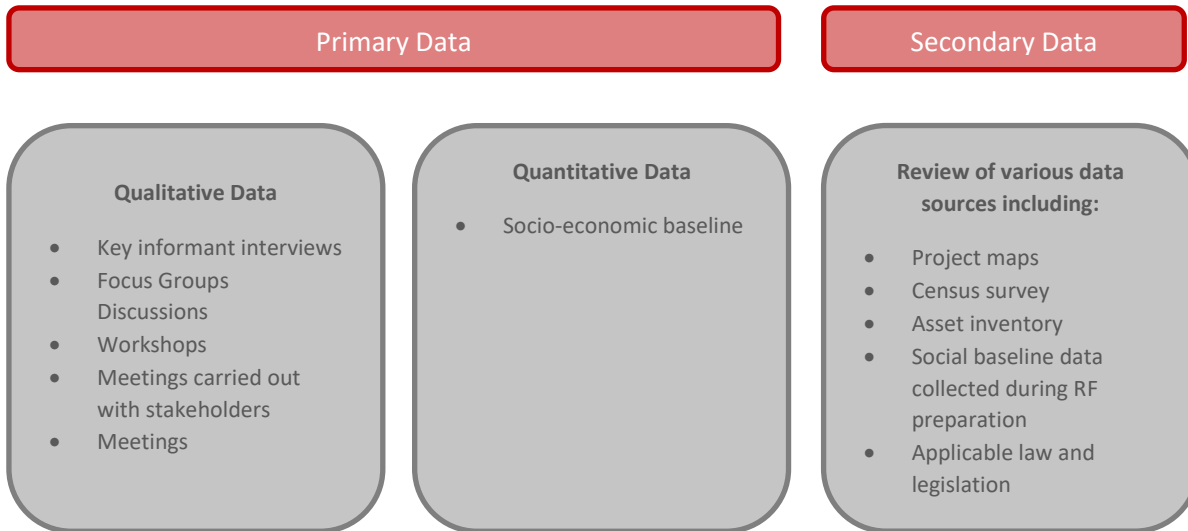 Primary Data
Secondary Data
Qualitative Data
• Key informant interviews
• Focus Groups
Discussions
• Workshops
• Meetings carried out
with stakeholders
• Meetings
Quantitative Data
• Socio-economic baseline
Review of various data
sources including:
• Project maps
• Census survey
• Asset inventory
• Social baseline data
collected during RF
preparation
• Applicable law and
legislation